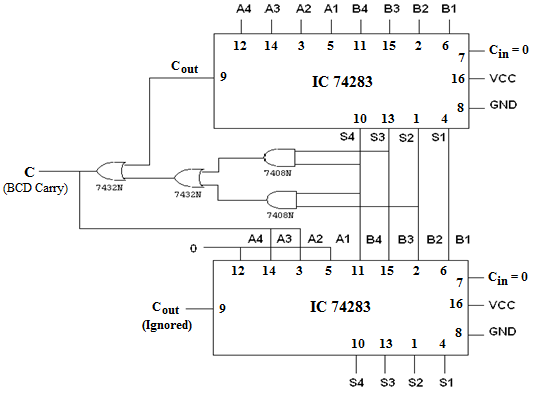 A4 A3 A2 A1 B4 B3 B2 B1
12 14 3 5 11 15 2 6
7 Cin = 0
Cout 9 IC 74283 16 VCC
8 GND
10 13 1 4
S4 S3 S2 S1
C
(BCD Carry)
7432N 7432N 7408N
7408N
0 A4 A3 A2 A1 B4 B3 B2 B1
12 14 3 5 11 15 2 6
7 Cin = 0
Cout 9 IC 74283 16 VCC
(Ignored)
8 GND
10 13 1 4
S4 S3 S2 S1